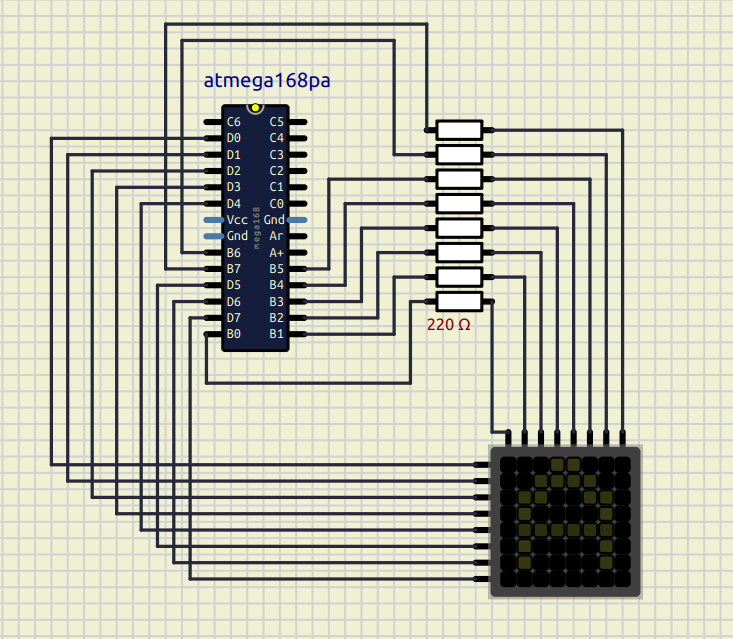 atmega168pa
C6 C5
D0 C4
D1 C3
D2 C2
D3 C1
D4 C0
Vcc Gnd
Gnd Ar
B6 A+
B7 B5
D5 B4
D6 B3
D7 B2
B0 B1
mega168
220 Ω
A